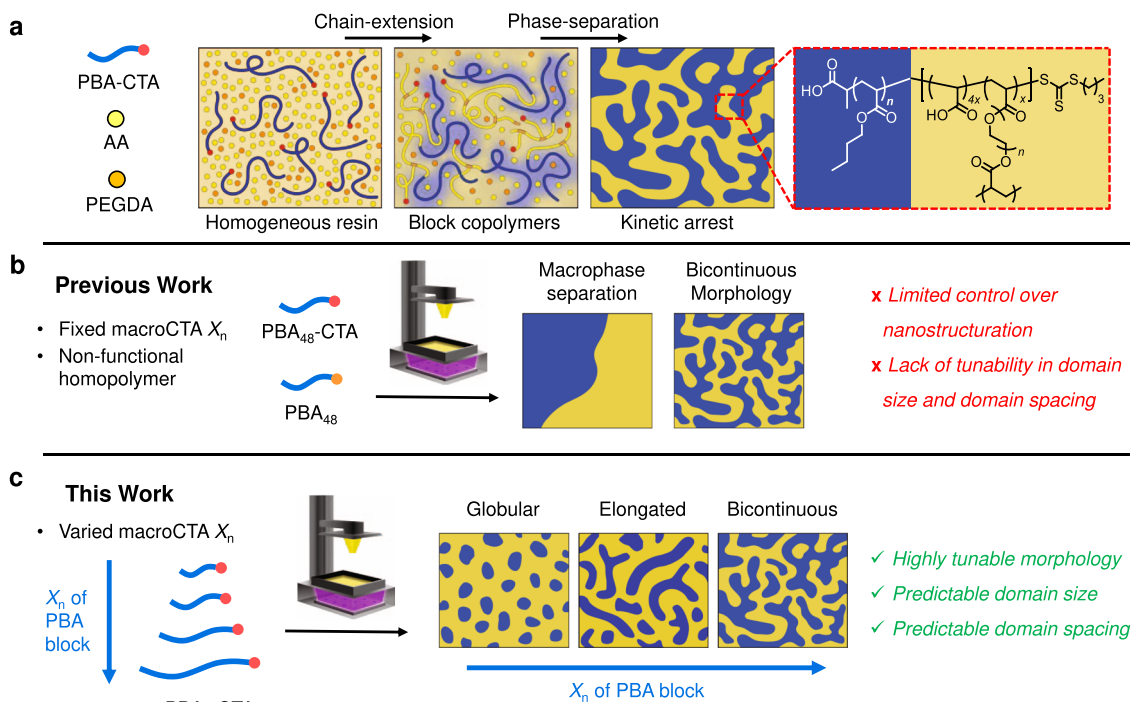 a
Chain-extension
Phase-separation
PBA-CTA
AA
PEGDA
Homogeneous resin
Block copolymers
Kinetic arrest
HO
O
n
O
O
4x
HO
O
x
O
O
n
O
O
S
S
S
3
b
Previous Work
• Fixed macroCTA Xn
• Non-functional
homopolymer
PBA48-CTA
PBA48
Macrophase
separation
Bicontinuous
Morphology
x Limited control over
nanostructuration
x Lack of tunability in domain
size and domain spacing
c
This Work
• Varied macroCTA Xn
Xn of
PBA
block
Globular
Elongated
Bicontinuous
Xn of PBA block
✓ Highly tunable morphology
✓ Predictable domain size
✓ Predictable domain spacing